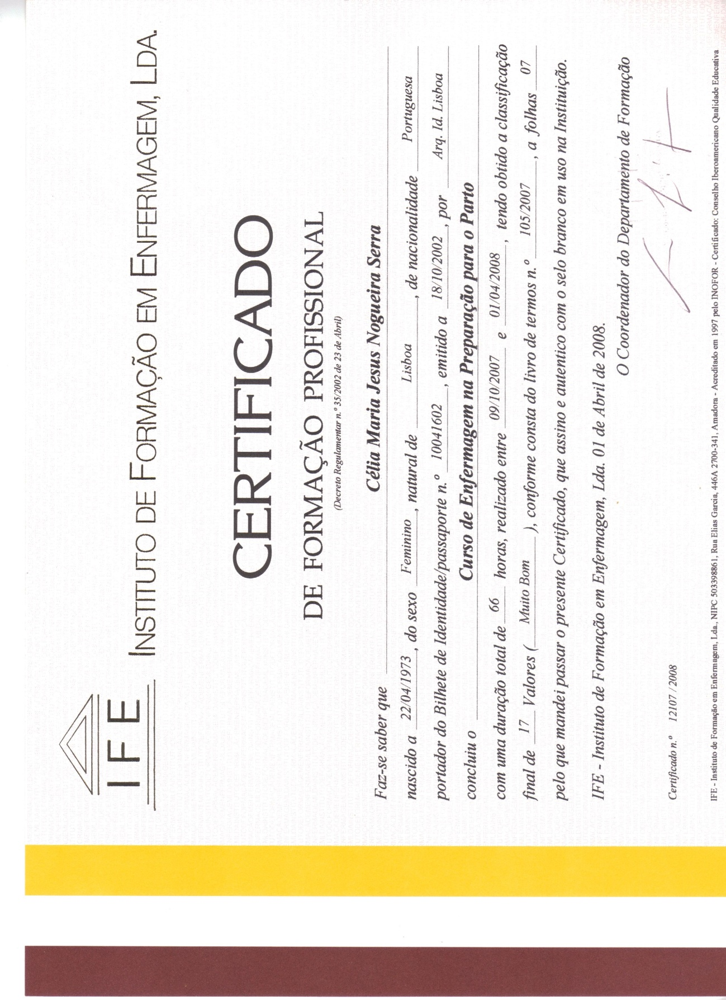 IFE
INSTITUTO DE FORMAÇÃO EM ENFERMAGEM, LDA.
CERTIFICADO
DE FORMAÇÃO PROFISSIONAL
(Decreto Regulamentar n.º 35/2002 de 23 de Abril)
Faz-se saber que Célia Maria Jesus Nogueira Serra
nascido a 22/04/1973, do sexo Feminino, natural de Lisboa, de nacionalidade Portuguesa
portador do Bilhete de Identidade/passaporte n.º 10041602, emitido a 18/10/2002, por Arq. Id. Lisboa
concluiu o Curso de Enfermagem na Preparação para o Parto
com uma duração total de 66 horas, realizado entre 09/10/2007 e 01/04/2008, tendo obtido a classificação
final de 17 Valores (Muito Bom), conforme consta do livro de termos n.º 105/2007, a folhas 07
pelo que mandei passar o presente Certificado, que assino e autentico com o selo branco em uso na Instituição.
IFE - Instituto de Formação em Enfermagem, Lda. 01 de Abril de 2008.
O Coordenador do Departamento de Formação
Certificado n.º 12107 / 2008
IFE - Instituto de Formação em Enfermagem, Lda., NIPC 503398861, Rua Elias Garcia, 446A 2700-341, Amadora - Acreditado em 1997 pelo INOFOR - Certificado: Conselho Iberoamericano Qualidade Educativa